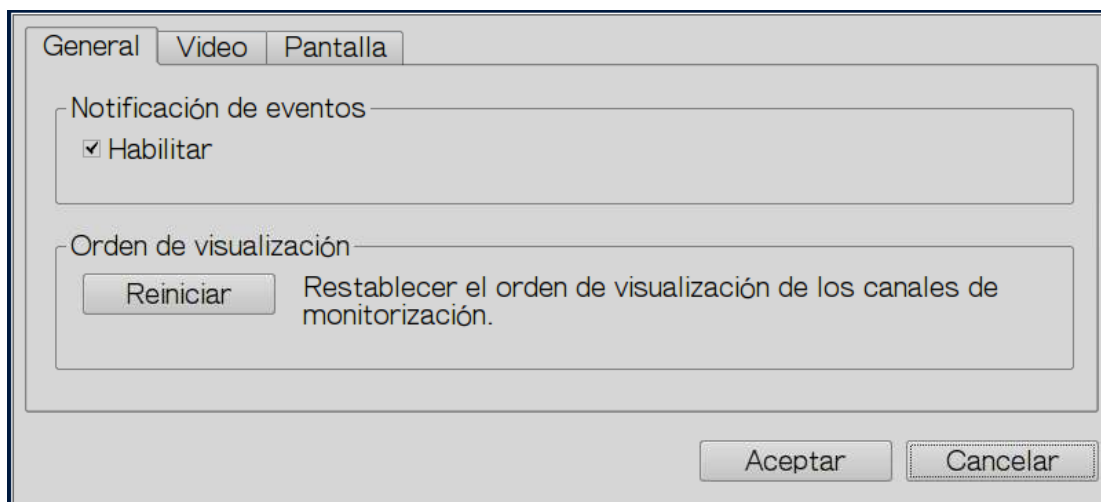 General Video Pantalla
Notificación de eventos
Habilitar
Orden de visualización
Reiniciar
Restablecer el orden de visualización de los canales de
monitorización.
Aceptar Cancelar